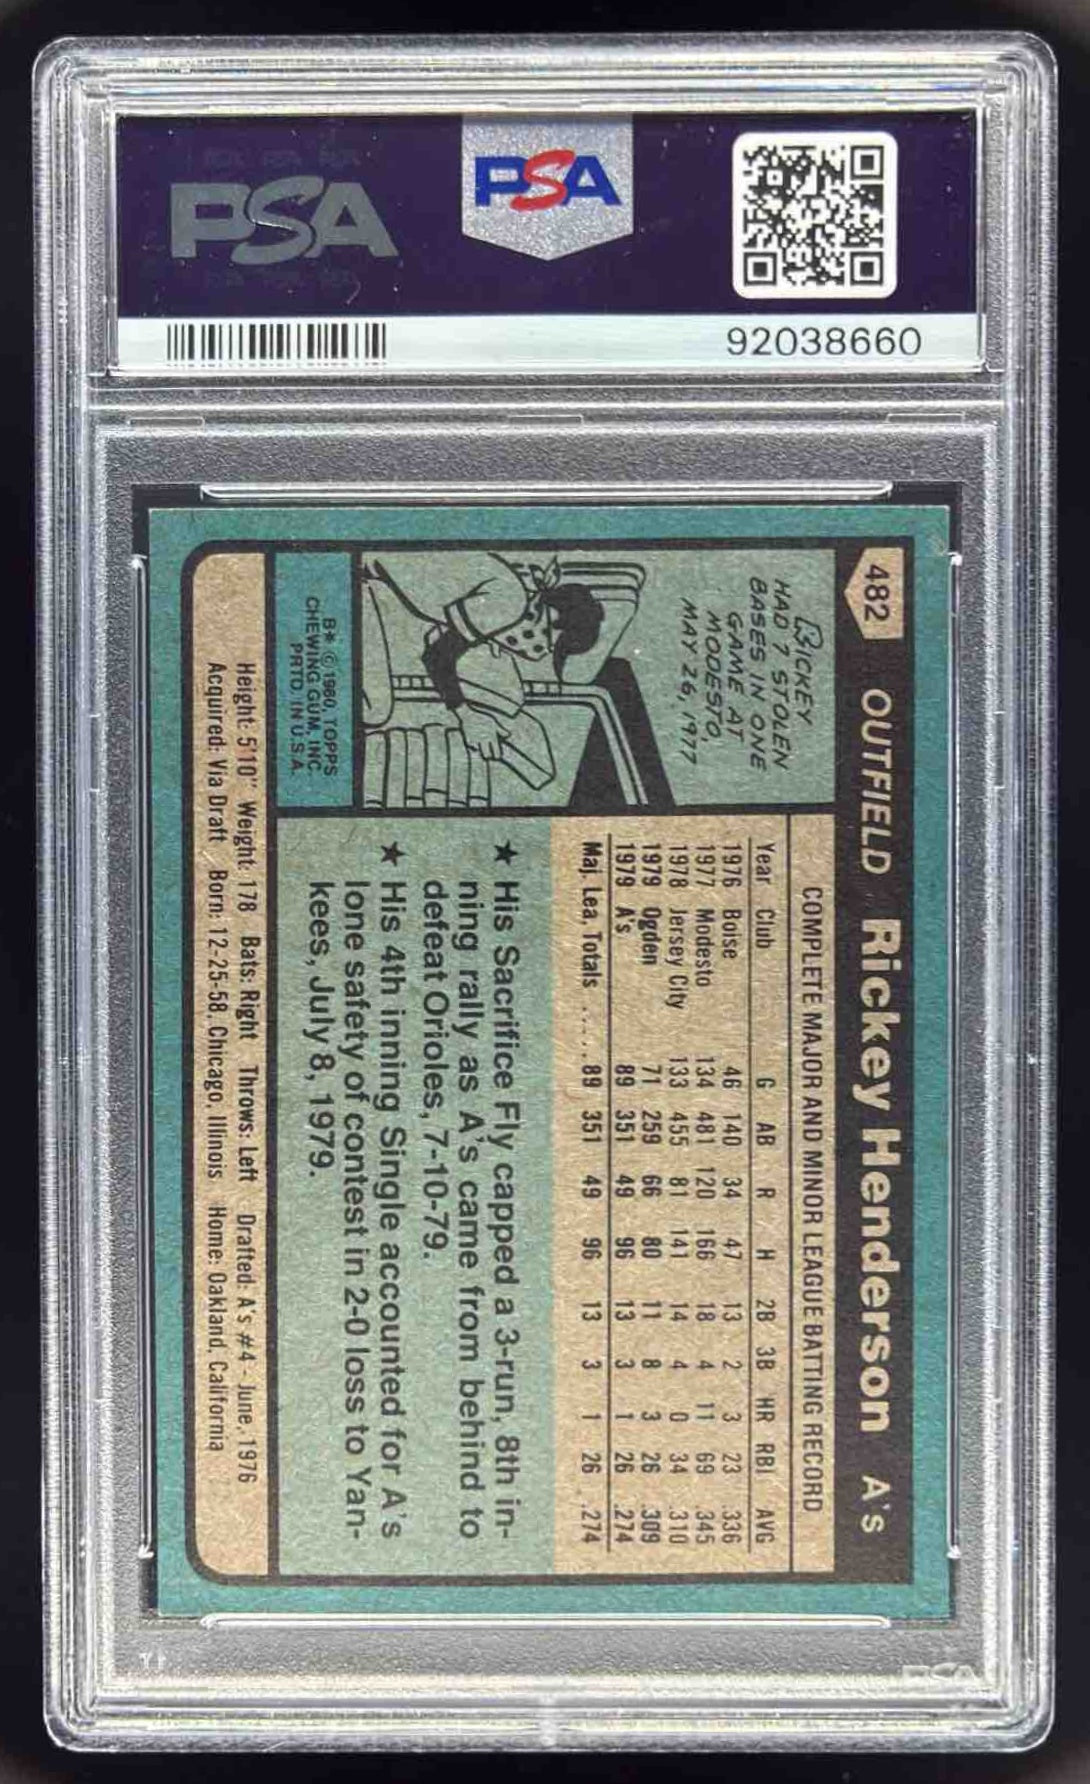 PSA
PSA
92038660
482 OUTFIELD Rickey Henderson A's
RICKEY
HAD 7 STOLEN
BASES IN ONE
GAME AT
MODESTO,
MAY 26, 1977
B* © 1980, TOPPS
CHEWING GUM, INC.
PRTD. IN U.S.A.
COMPLETE MAJOR AND MINOR LEAGUE BATTING RECORD
Year Club G AB R H 2B 3B HR RBI AVG
1976 Boise 46 140 34 47 13 2 3 23 .336
1977 Modesto 134 481 120 166 18 4 11 69 .345
1978 Jersey City 133 455 81 141 14 4 0 34 .310
1979 Ogden 71 259 66 80 11 8 3 26 .309
1979 A's 89 351 49 96 13 3 1 26 .274
Maj. Lea. Totals ..... 89 351 49 96 13 3 1 26 .274
★ His Sacrifice Fly capped a 3-run, 8th in-
ning rally as A's came from behind to
defeat Orioles, 7-10-79.
★ His 4th inning Single accounted for A's
lone safety of contest in 2-0 loss to Yan-
kees, July 8, 1979.
Height: 5'10" Weight: 178 Bats: Right Throws: Left Drafted: A's #4 - June, 1976
Acquired: Via Draft Born: 12-25-58, Chicago, Illinois Home: Oakland, California
PSA